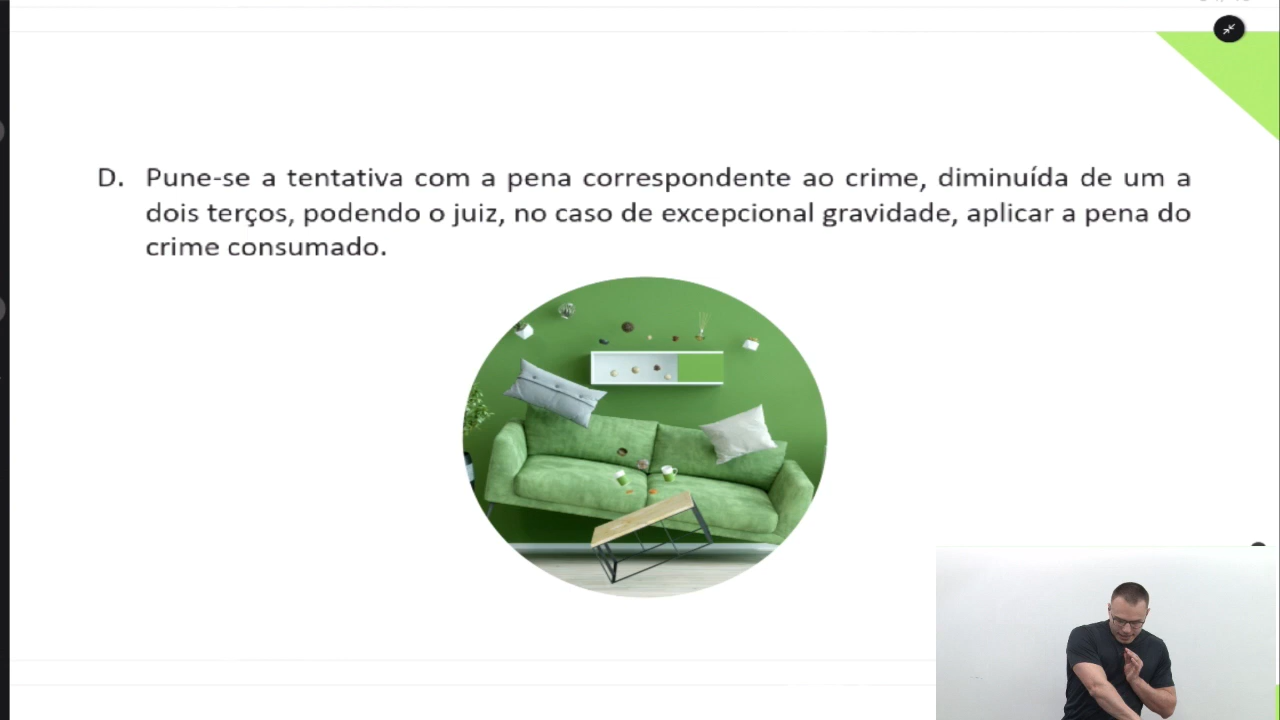 D. Pune-se a tentativa com a pena correspondente ao crime, diminuída de um a
dois terços, podendo o juiz, no caso de excepcional gravidade, aplicar a pena do
crime consumado.